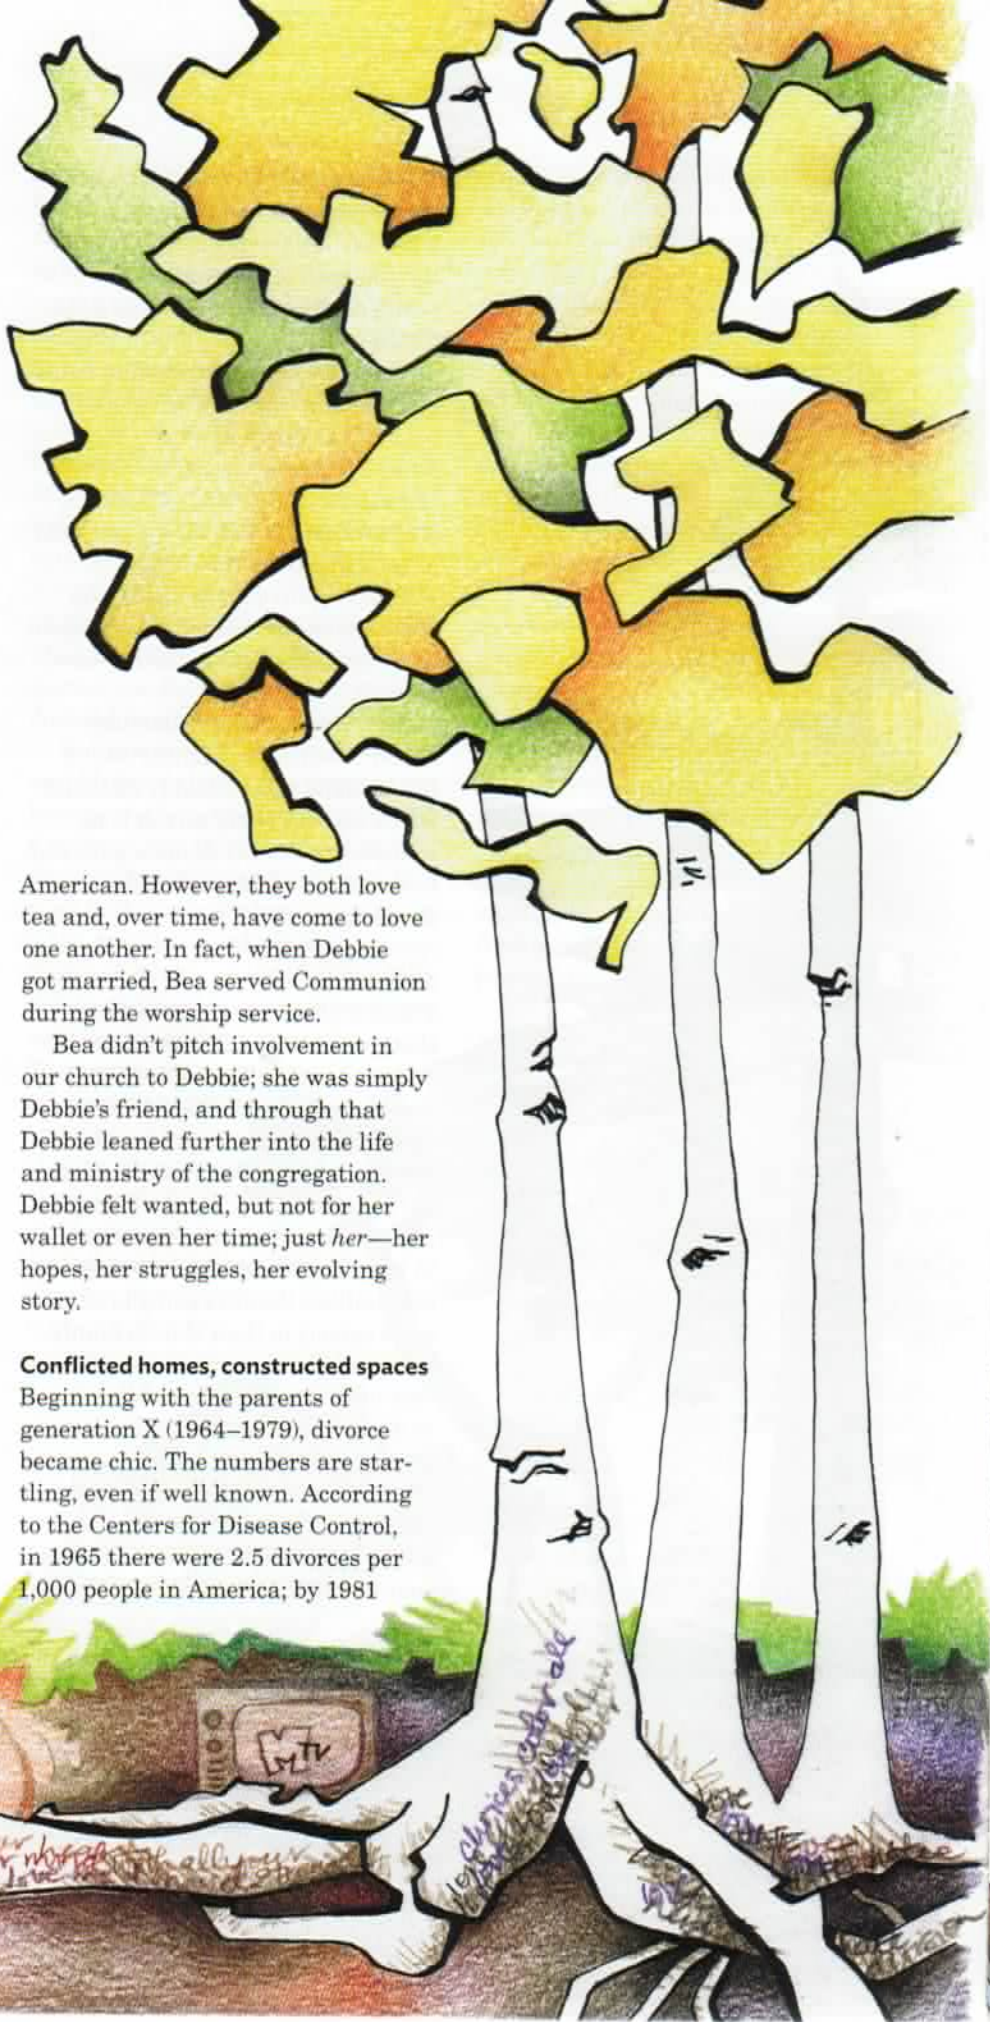 American. However, they both love
tea and, over time, have come to love
one another. In fact, when Debbie
got married, Bea served Communion
during the worship service.
Bea didn't pitch involvement in
our church to Debbie; she was simply
Debbie's friend, and through that
Debbie leaned further into the life
and ministry of the congregation.
Debbie felt wanted, but not for her
wallet or even her time; just her—her
hopes, her struggles, her evolving
story.
Conflicted homes, constructed spaces
Beginning with the parents of
generation X (1964–1979), divorce
became chic. The numbers are star-
tling, even if well known. According
to the Centers for Disease Control,
in 1965 there were 2.5 divorces per
1,000 people in America; by 1981
MTV
choices color all
love